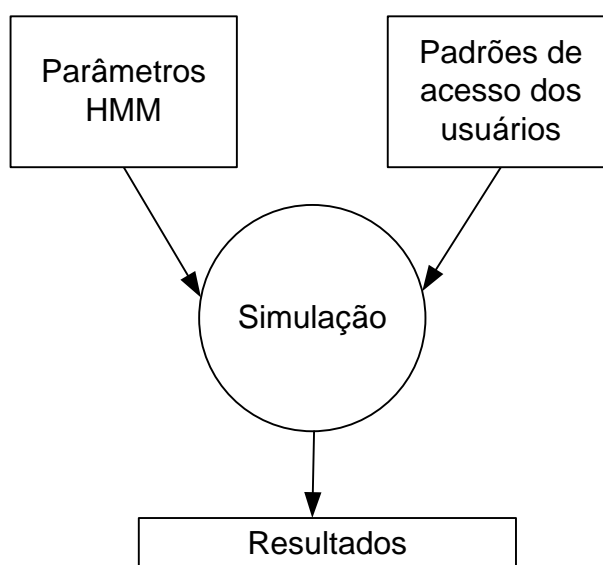 Parâmetros
HMM
Padrões de
acesso dos
usuários
Simulação
Resultados